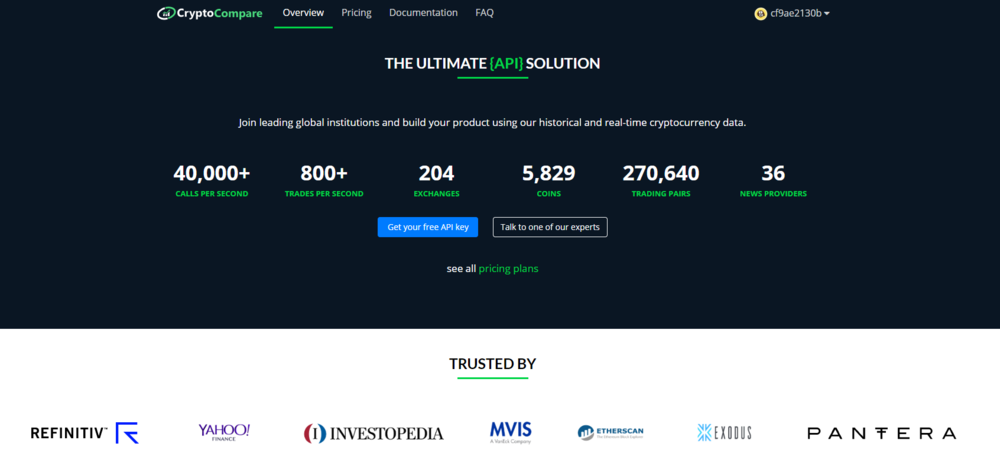 CryptoCompare Overview Pricing Documentation FAQ cf9ae2130b
THE ULTIMATE {API} SOLUTION
Join leading global institutions and build your product using our historical and real-time cryptocurrency data.
40,000+ 800+ 204 5,829 270,640 36
CALLS PER SECOND TRADES PER SECOND EXCHANGES COINS TRADING PAIRS NEWS PROVIDERS
Get your free API key Talk to one of our experts
see all pricing plans
TRUSTED BY
REFINITIV YAHOO! FINANCE (I) INVESTOPEDIA MVIS A VanEck Company ETHERSCAN The Ethereum Block Explorer EXODUS PANTERA